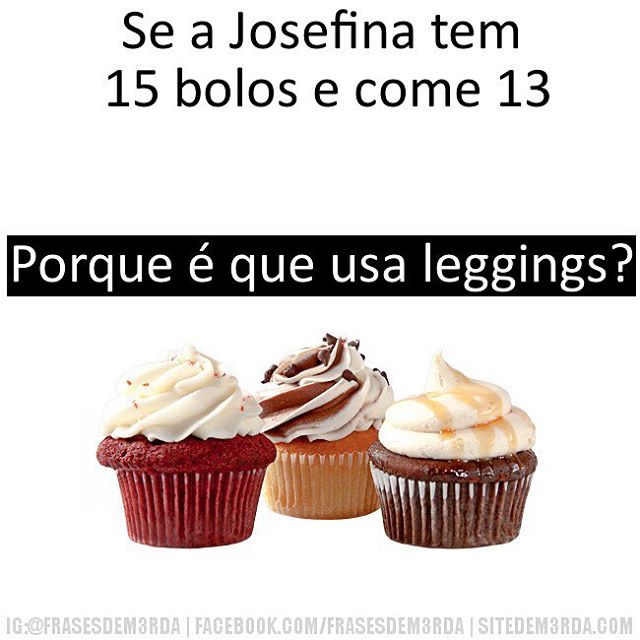 Se a Josefina tem
15 bolos e come 13
Porque é que usa leggings?
IG:@FRASESDEM3RDA | FACEBOOK.COM/FRASESDEM3RDA | SITEDEM3RDA.COM